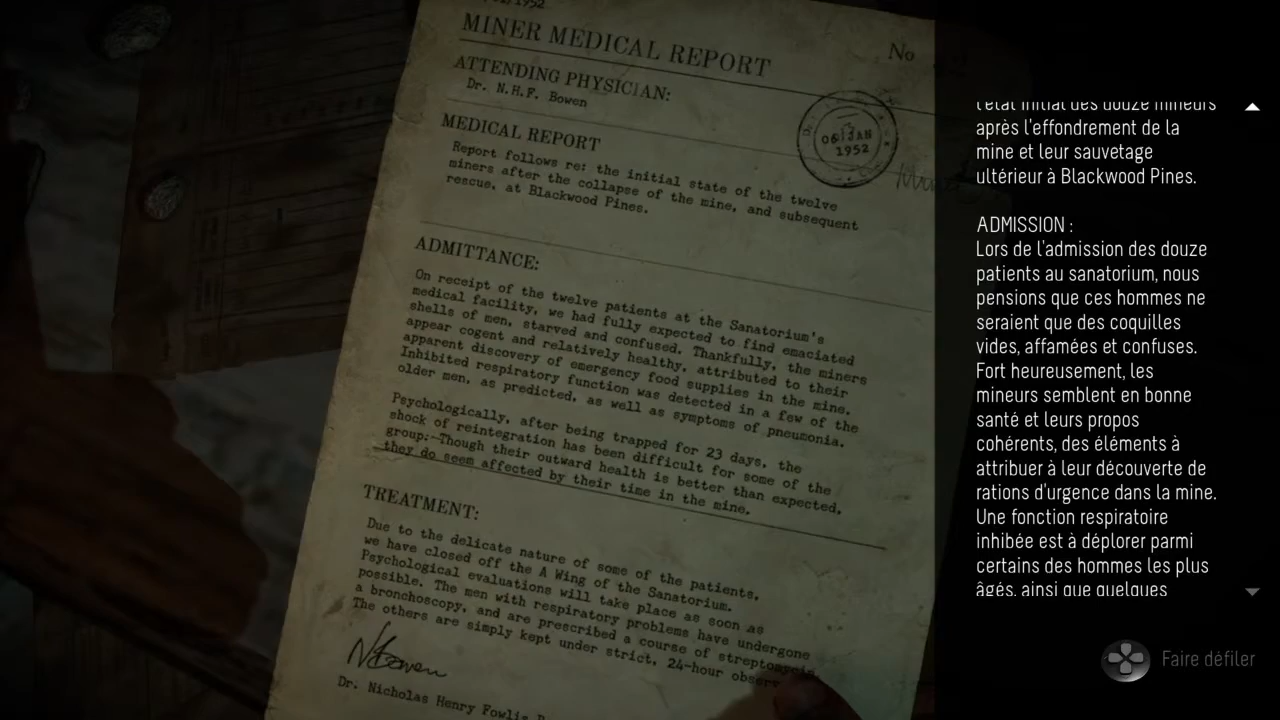 /1952
MINER MEDICAL REPORT
No
ATTENDING PHYSICIAN:
Dr. N.H.F. Bowen
06 JAN
1952
MEDICAL REPORT
Report follows re: the initial state of the twelve
miners after the collapse of the mine, and subsequent
rescue, at Blackwood Pines.
ADMITTANCE:
On receipt of the twelve patients at the Sanatorium's
medical facility, we had fully expected to find emaciated
shells of men, starved and confused. Thankfully, the miners
appear cogent and relatively healthy, attributed to their
apparent discovery of emergency food supplies in the mine.
Inhibited respiratory function was detected in a few of the
older men, as predicted, as well as symptoms of pneumonia.
Psychologically, after being trapped for 23 days, the
shock of reintegration has been difficult for some of the
group: Though their outward health is better than expected,
they do seem affected by their time in the mine.
TREATMENT:
Due to the delicate nature of some of the patients,
we have closed off the A Wing of the Sanatorium.
Psychological evaluations will take place as soon as
possible. The men with respiratory problems have undergone
a bronchoscopy, and are prescribed a course of streptomycin.
The others are simply kept under strict, 24-hour observ
NBowen
Dr. Nicholas Henry Fowlis
l'état initial des douze mineurs
après l'effondrement de la
mine et leur sauvetage
ultérieur à Blackwood Pines.
ADMISSION :
Lors de l'admission des douze
patients au sanatorium, nous
pensions que ces hommes ne
seraient que des coquilles
vides, affamées et confuses.
Fort heureusement, les
mineurs semblent en bonne
santé et leurs propos
cohérents, des éléments à
attribuer à leur découverte de
rations d'urgence dans la mine.
Une fonction respiratoire
inhibée est à déplorer parmi
certains des hommes les plus
âgés, ainsi que quelques
Faire défiler